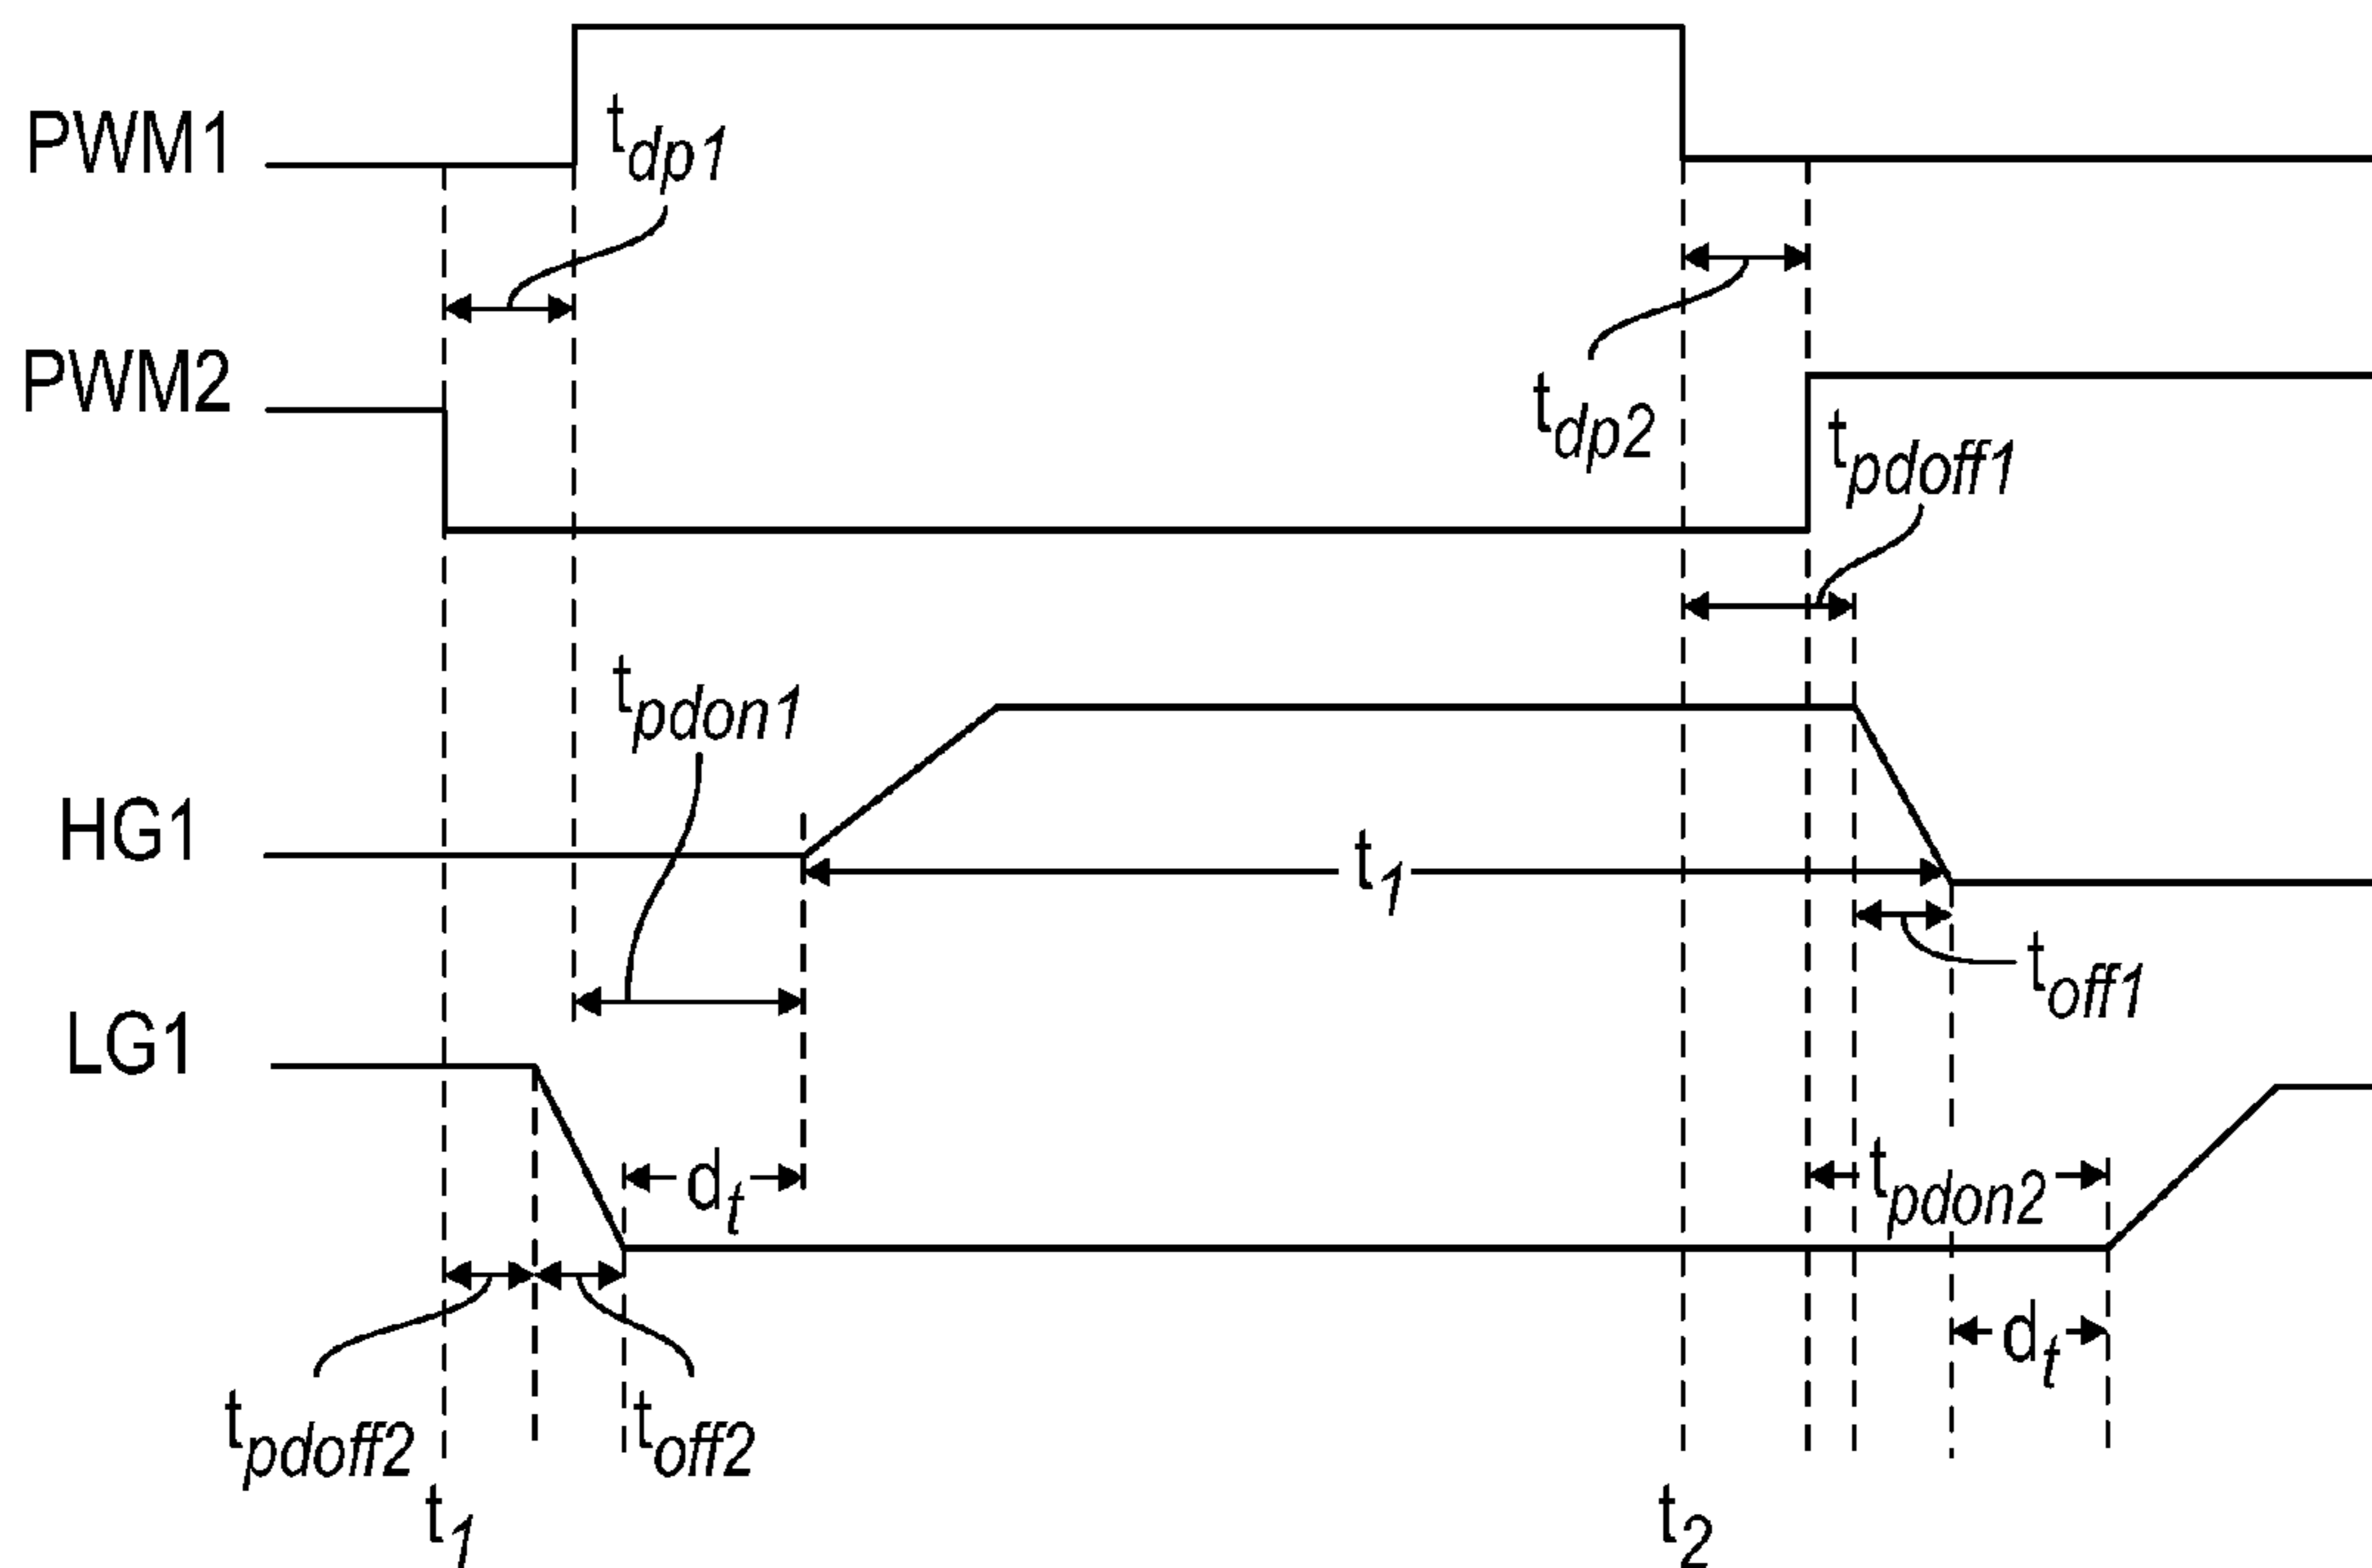 PWM1
t_dp1
PWM2
t_dp2
t_pdoff1
t_pdon1
HG1
t_1
t_off1
LG1
d_t
t_pdon2
d_t
t_pdoff2
t_off2
t_1
t_2